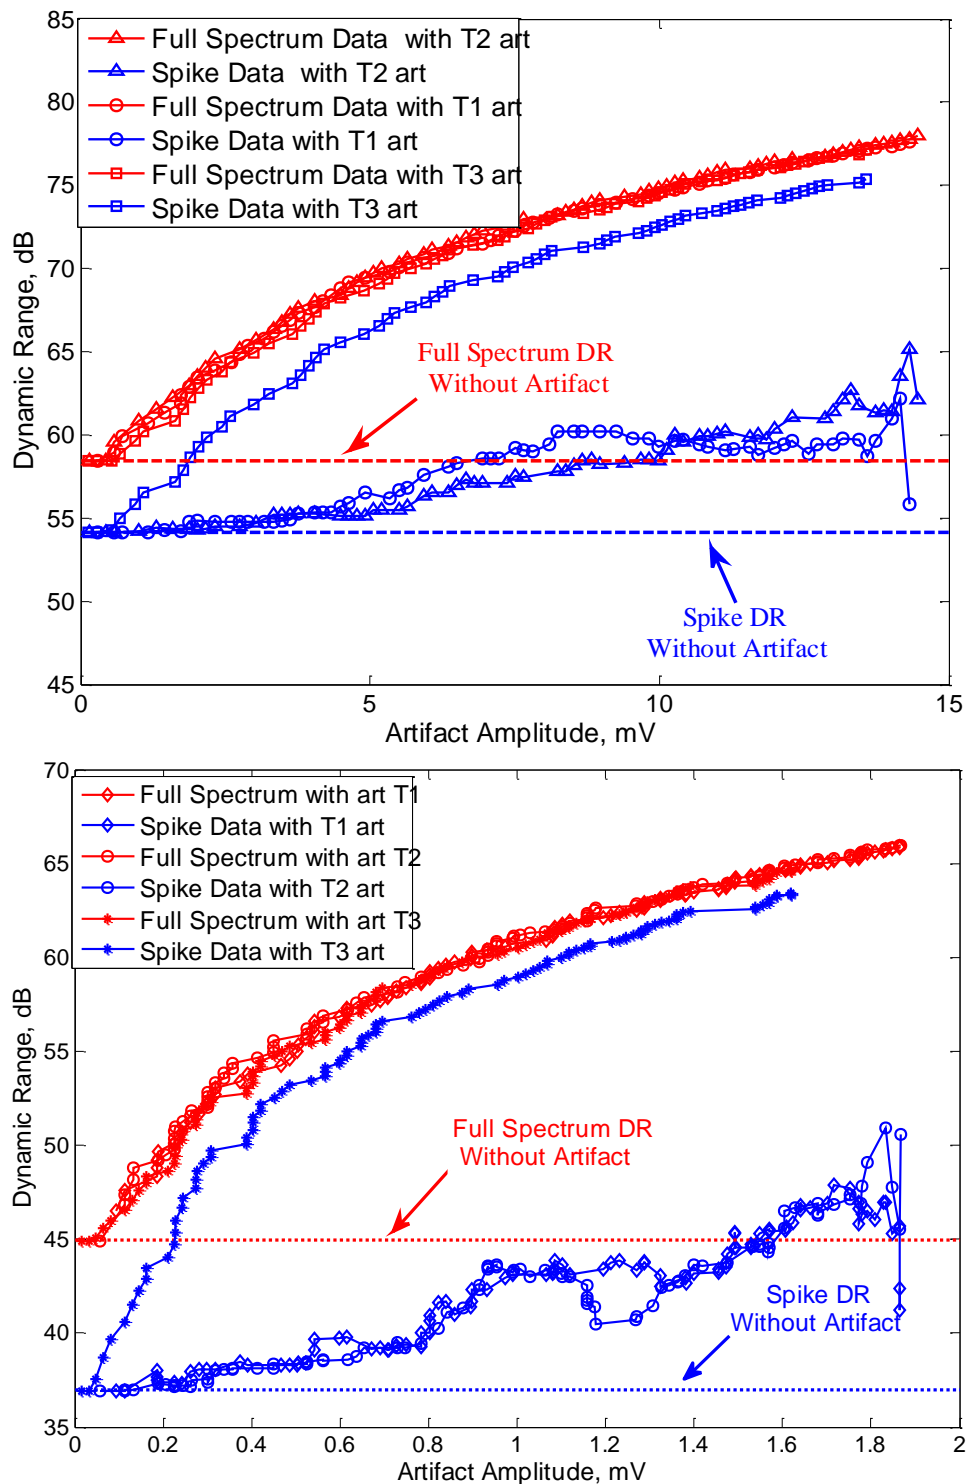 85
80
75
70
65
60
55
50
45
Dynamic Range, dB
Full Spectrum Data  with T2 art
Spike Data  with T2 art
Full Spectrum Data with T1 art
Spike Data with T1 art
Full Spectrum Data with T3 art
Spike Data with T3 art
Full Spectrum DR
Without Artifact
Spike DR
Without Artifact
0 5 10 15
Artifact Amplitude, mV
70
65
60
55
50
45
40
35
Dynamic Range, dB
Full Spectrum with art T1
Spike Data with T1 art
Full Spectrum with art T2
Spike Data with T2 art
Full Spectrum with art T3
Spike Data with T3 art
Full Spectrum DR
Without Artifact
Spike DR
Without Artifact
0 0.2 0.4 0.6 0.8 1 1.2 1.4 1.6 1.8 2
Artifact Amplitude, mV